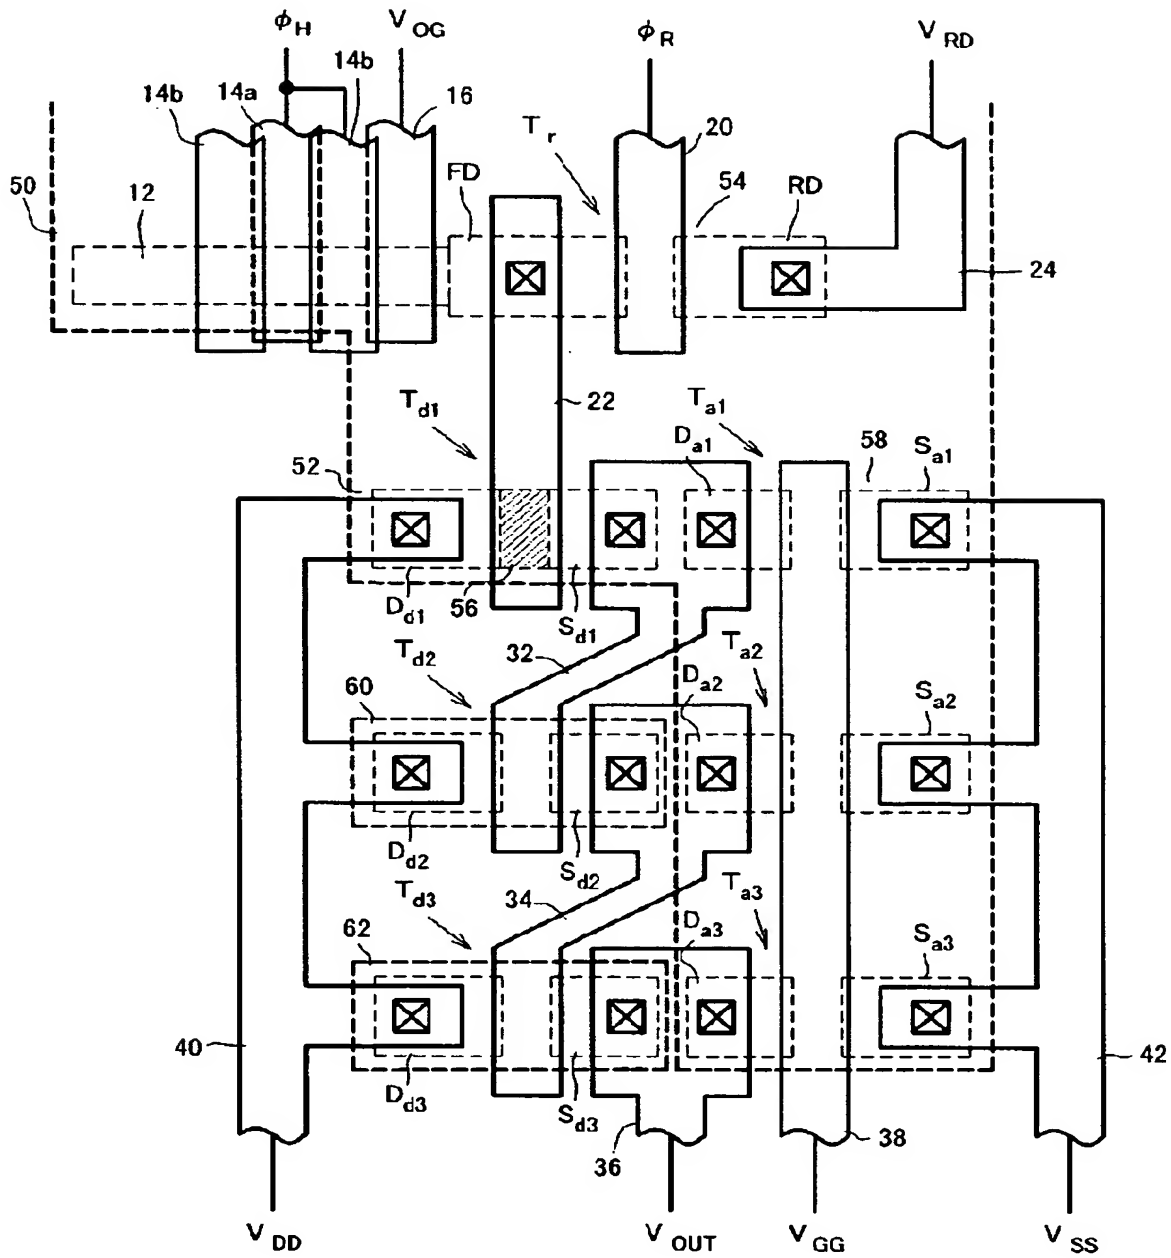 φH VOG φR VRD
14b 14a 14b 16 Tr 20
50 12 FD 54 RD
24
Td1 22 Ta1
Da1 58 Sa1
52
Dd1 56 Sd1
Td2 32 Ta2
60 Da2 Sa2
Dd2 Sd2
Td3 34 Ta3
62 Da3 Sa3
40 42
Dd3 Sd3
36 38
VDD VOUT VGG VSS